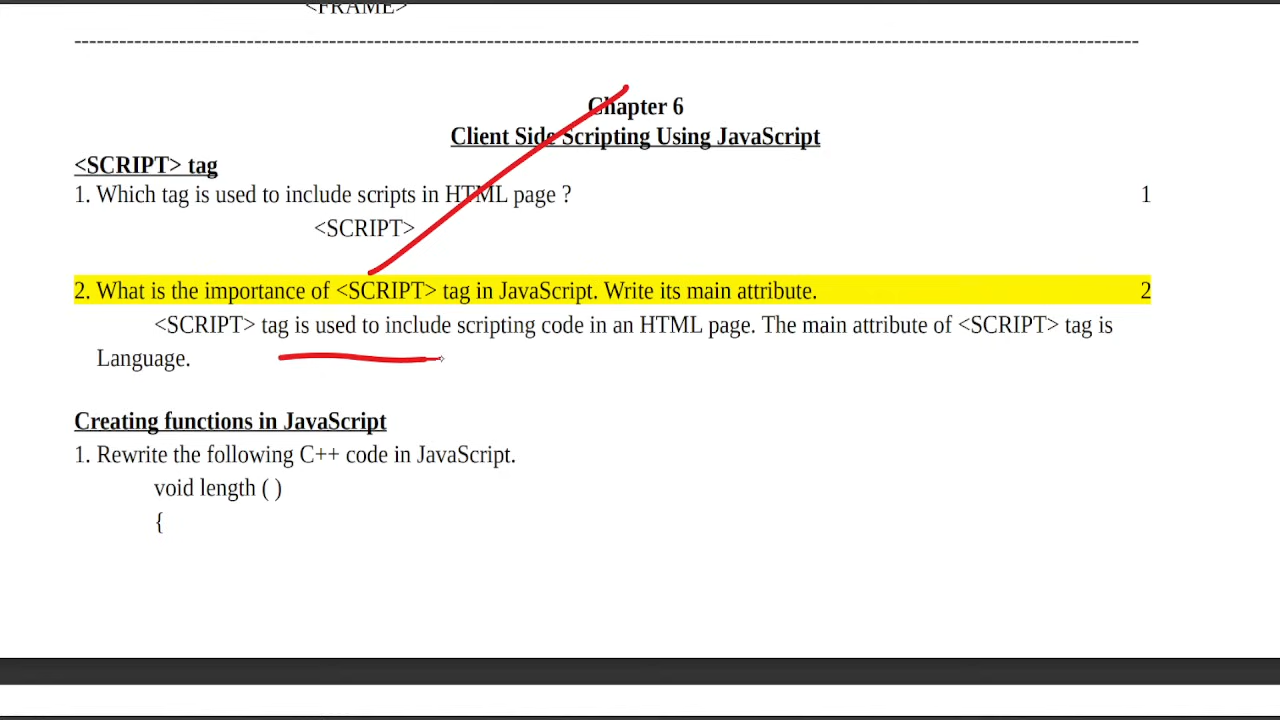 <FRAME>
--------------------------------------------------------------------------------------------------------------------------------------------------
Chapter 6
Client Side Scripting Using JavaScript
<SCRIPT> tag
1. Which tag is used to include scripts in HTML page ? 1
<SCRIPT>
2. What is the importance of <SCRIPT> tag in JavaScript. Write its main attribute. 2
<SCRIPT> tag is used to include scripting code in an HTML page. The main attribute of <SCRIPT> tag is
Language.
Creating functions in JavaScript
1. Rewrite the following C++ code in JavaScript.
void length ( )
{